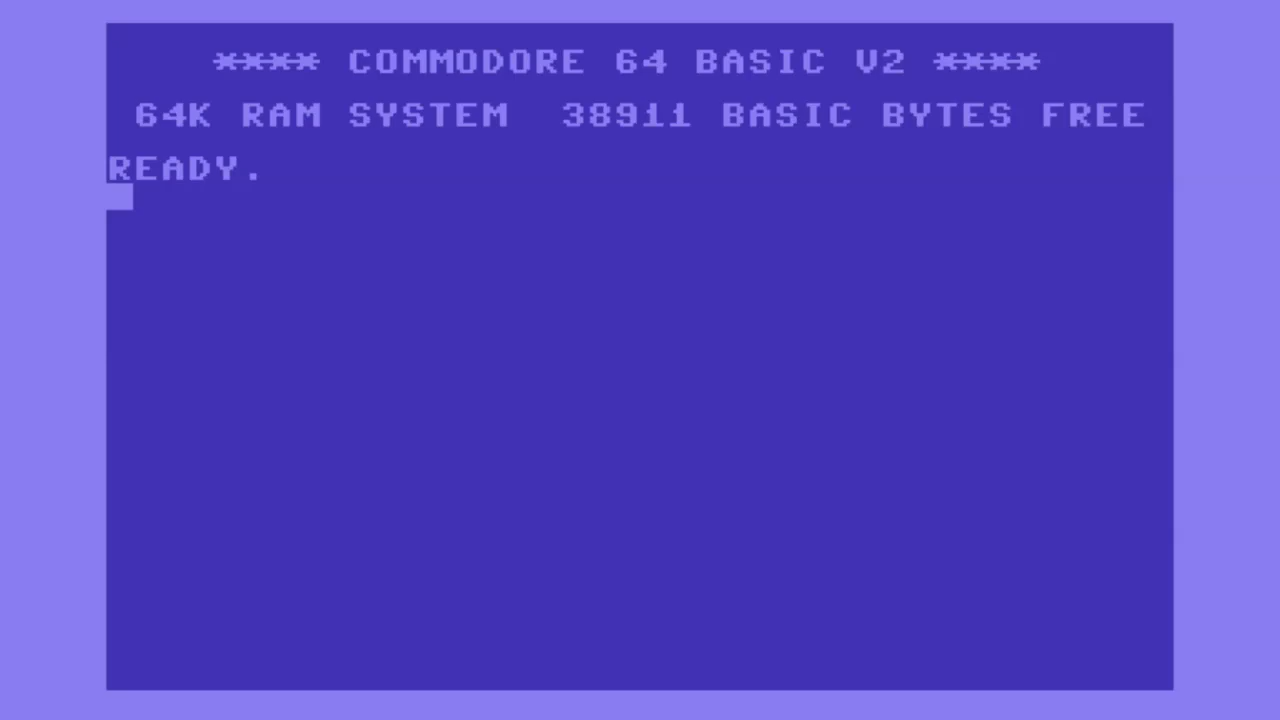 **** COMMODORE 64 BASIC V2 ****
64K RAM SYSTEM  38911 BASIC BYTES FREE
READY.